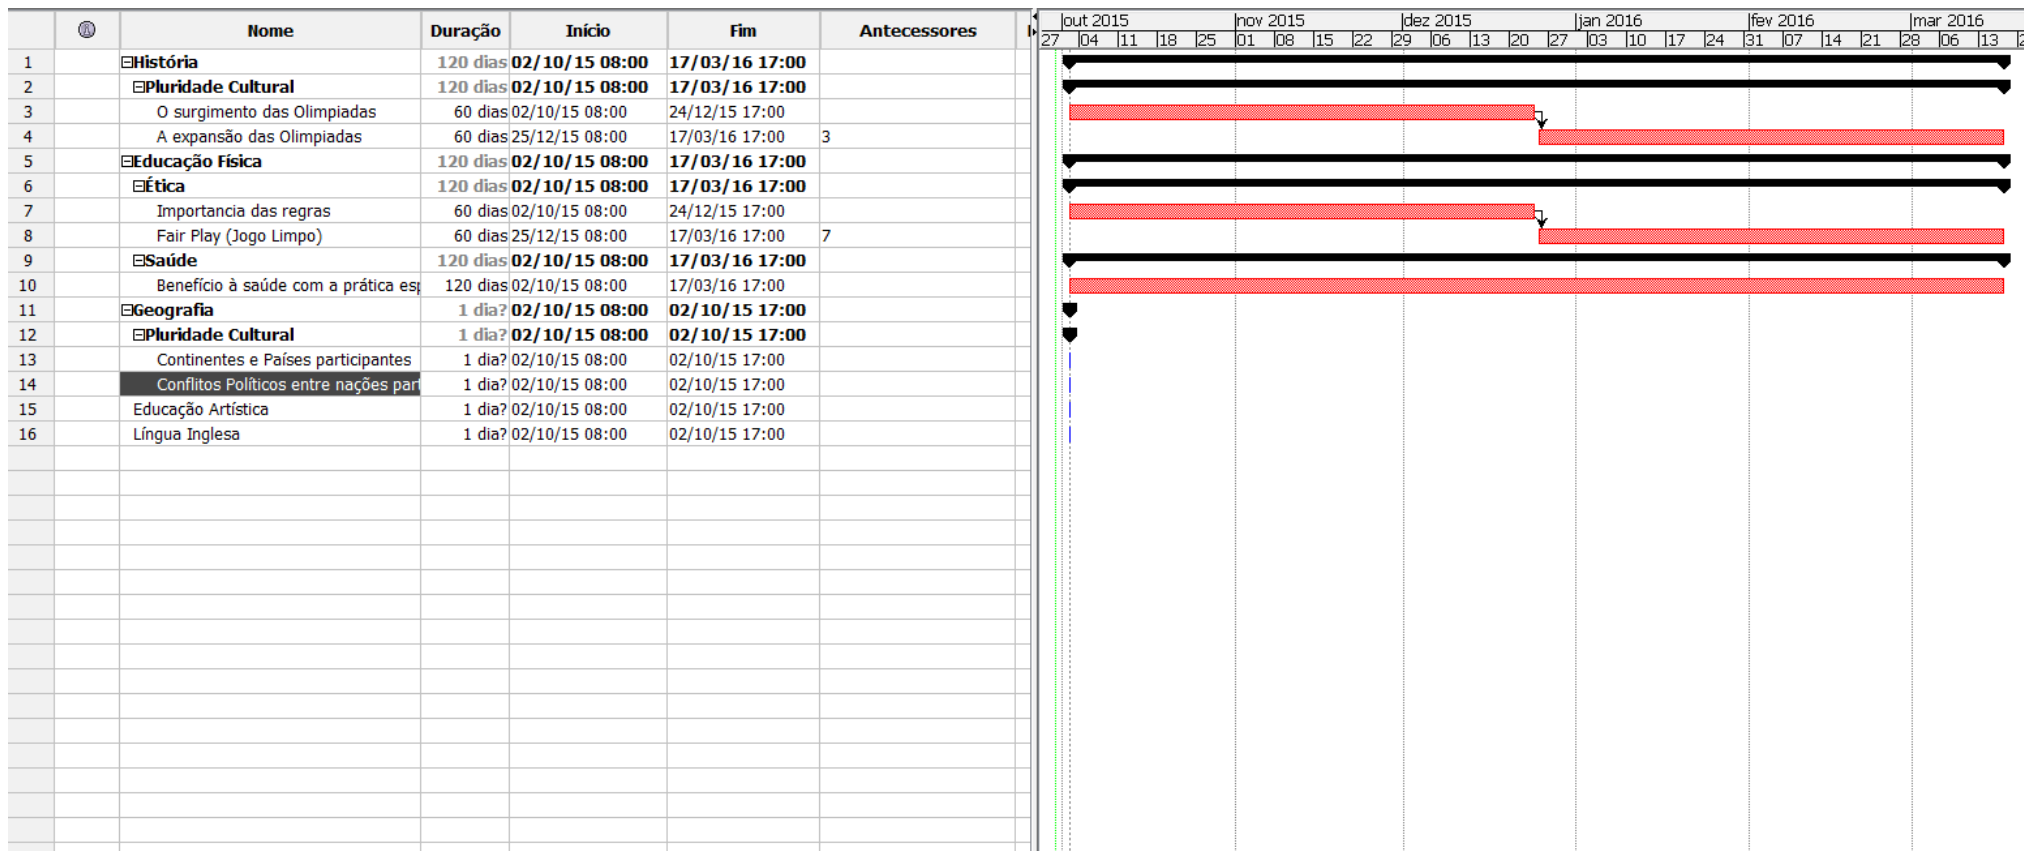 Nome Duração Início Fim Antecessores
out 2015 nov 2015 dez 2015 jan 2016 fev 2016 mar 2016
27 04 11 18 25 01 08 15 22 29 06 13 20 27 03 10 17 24 31 07 14 21 28 06 13
1 História 120 dias 02/10/15 08:00 17/03/16 17:00
2 Pluridade Cultural 120 dias 02/10/15 08:00 17/03/16 17:00
3 O surgimento das Olimpiadas 60 dias 02/10/15 08:00 24/12/15 17:00
4 A expansão das Olimpiadas 60 dias 25/12/15 08:00 17/03/16 17:00 3
5 Educação Física 120 dias 02/10/15 08:00 17/03/16 17:00
6 Ética 120 dias 02/10/15 08:00 17/03/16 17:00
7 Importancia das regras 60 dias 02/10/15 08:00 24/12/15 17:00
8 Fair Play (Jogo Limpo) 60 dias 25/12/15 08:00 17/03/16 17:00 7
9 Saúde 120 dias 02/10/15 08:00 17/03/16 17:00
10 Benefício à saúde com a prática esp 120 dias 02/10/15 08:00 17/03/16 17:00
11 Geografia 1 dia? 02/10/15 08:00 02/10/15 17:00
12 Pluridade Cultural 1 dia? 02/10/15 08:00 02/10/15 17:00
13 Continentes e Países participantes 1 dia? 02/10/15 08:00 02/10/15 17:00
14 Conflitos Políticos entre nações part 1 dia? 02/10/15 08:00 02/10/15 17:00
15 Educação Artística 1 dia? 02/10/15 08:00 02/10/15 17:00
16 Língua Inglesa 1 dia? 02/10/15 08:00 02/10/15 17:00